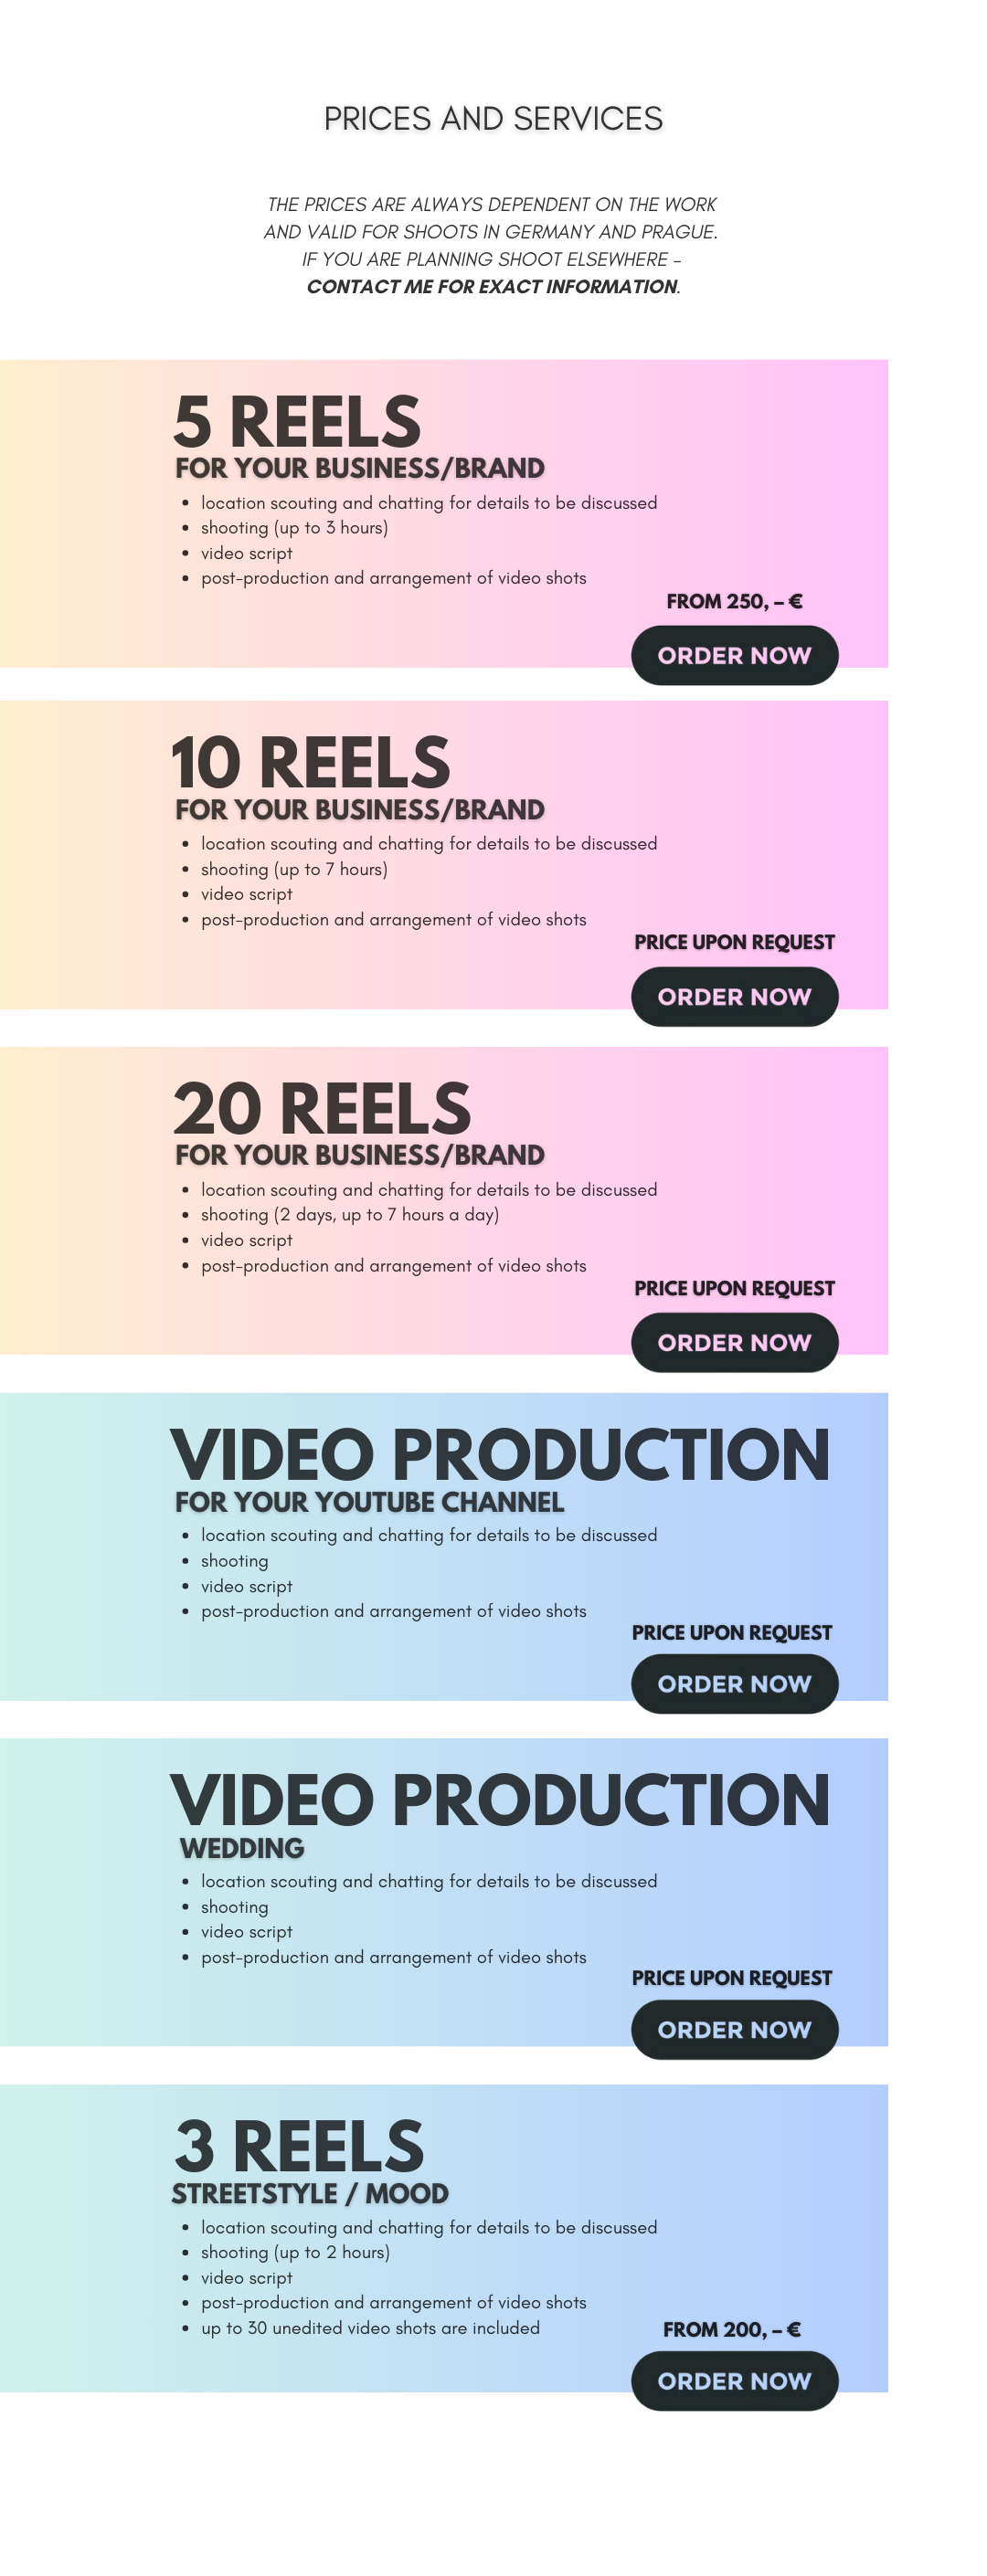 PRICES AND SERVICES
THE PRICES ARE ALWAYS DEPENDENT ON THE WORK
AND VALID FOR SHOOTS IN GERMANY AND PRAGUE.
IF YOU ARE PLANNING SHOOT ELSEWHERE –
CONTACT ME FOR EXACT INFORMATION.
5 REELS
FOR YOUR BUSINESS/BRAND
• location scouting and chatting for details to be discussed
• shooting (up to 3 hours)
• video script
• post-production and arrangement of video shots
FROM 250, – €
ORDER NOW
10 REELS
FOR YOUR BUSINESS/BRAND
• location scouting and chatting for details to be discussed
• shooting (up to 7 hours)
• video script
• post-production and arrangement of video shots
PRICE UPON REQUEST
ORDER NOW
20 REELS
FOR YOUR BUSINESS/BRAND
• location scouting and chatting for details to be discussed
• shooting (2 days, up to 7 hours a day)
• video script
• post-production and arrangement of video shots
PRICE UPON REQUEST
ORDER NOW
VIDEO PRODUCTION
FOR YOUR YOUTUBE CHANNEL
• location scouting and chatting for details to be discussed
• shooting
• video script
• post-production and arrangement of video shots
PRICE UPON REQUEST
ORDER NOW
VIDEO PRODUCTION
WEDDING
• location scouting and chatting for details to be discussed
• shooting
• video script
• post-production and arrangement of video shots
PRICE UPON REQUEST
ORDER NOW
3 REELS
STREETSTYLE / MOOD
• location scouting and chatting for details to be discussed
• shooting (up to 2 hours)
• video script
• post-production and arrangement of video shots
• up to 30 unedited video shots are included
FROM 200, – €
ORDER NOW